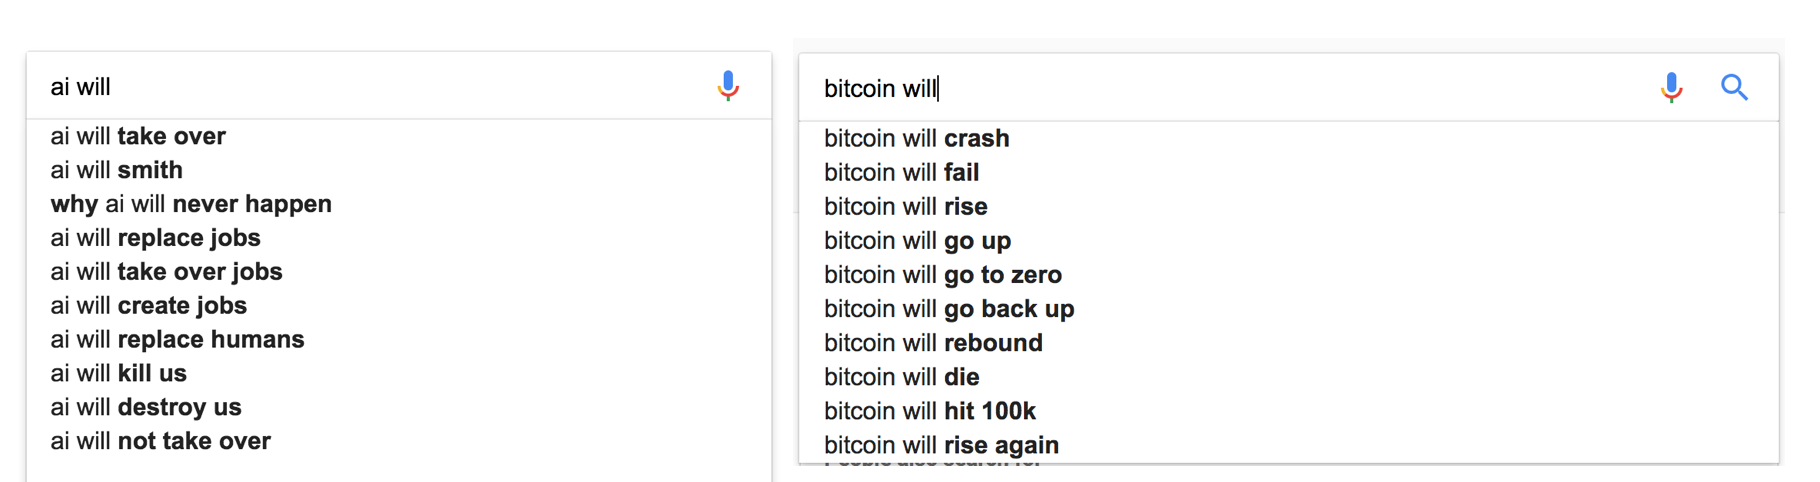 ai will
ai will take over
ai will smith
why ai will never happen
ai will replace jobs
ai will take over jobs
ai will create jobs
ai will replace humans
ai will kill us
ai will destroy us
ai will not take over
bitcoin will
bitcoin will crash
bitcoin will fail
bitcoin will rise
bitcoin will go up
bitcoin will go to zero
bitcoin will go back up
bitcoin will rebound
bitcoin will die
bitcoin will hit 100k
bitcoin will rise again
People also search for